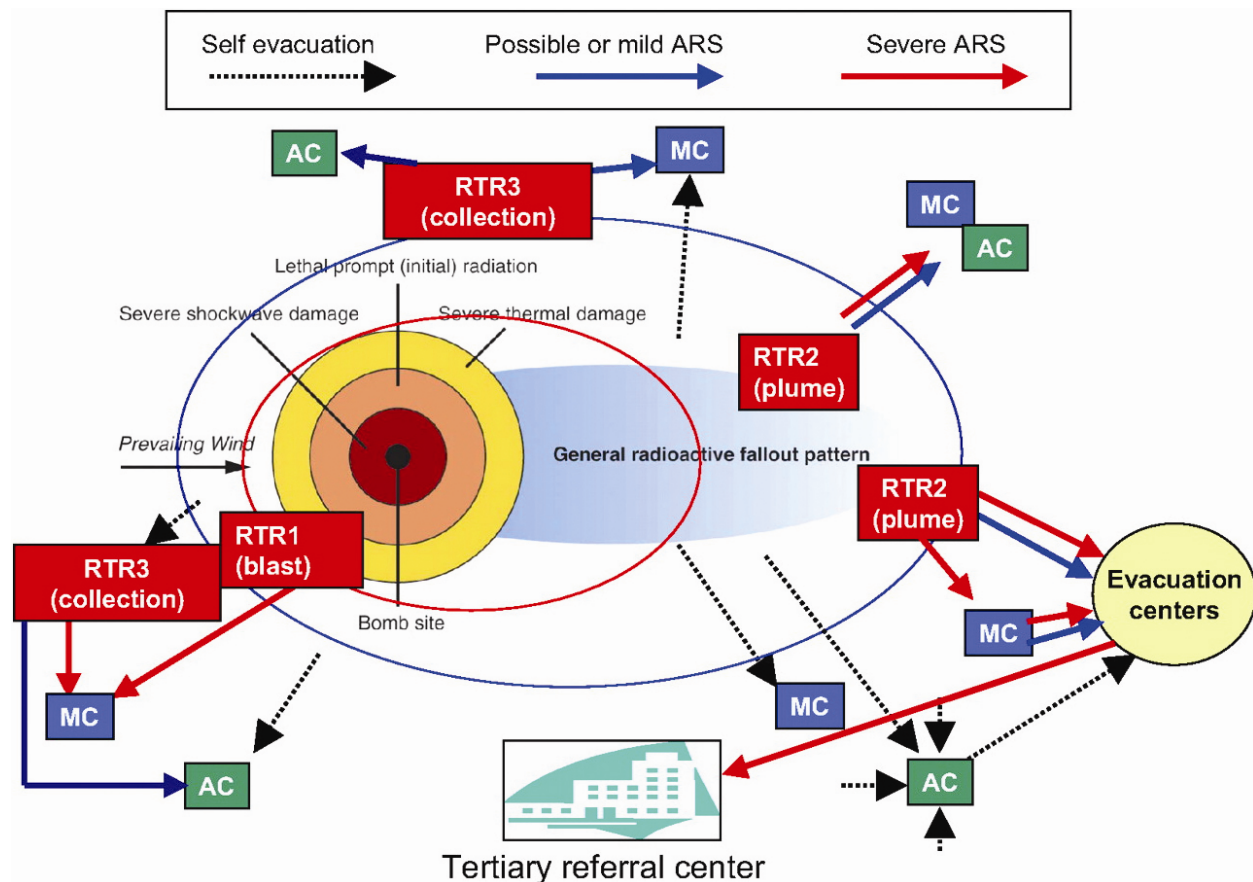 Self evacuation
Possible or mild ARS
Severe ARS
AC
RTR3
(collection)
MC
MC
AC
Lethal prompt (initial) radiation
Severe shockwave damage
Severe thermal damage
RTR2
(plume)
Prevailing Wind
General radioactive fallout pattern
RTR2
(plume)
RTR1
(blast)
RTR3
(collection)
Bomb site
Evacuation
centers
MC
MC
MC
AC
AC
Tertiary referral center